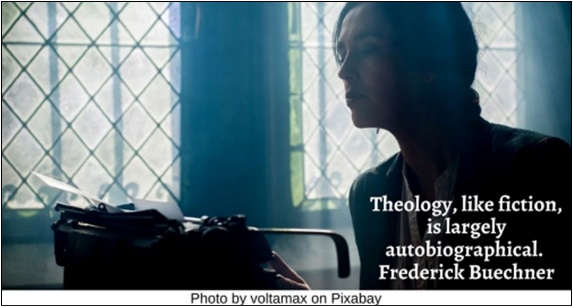 Theology, like fiction,
is largely
autobiographical.
Frederick Buechner
Photo by voltamax on Pixabay